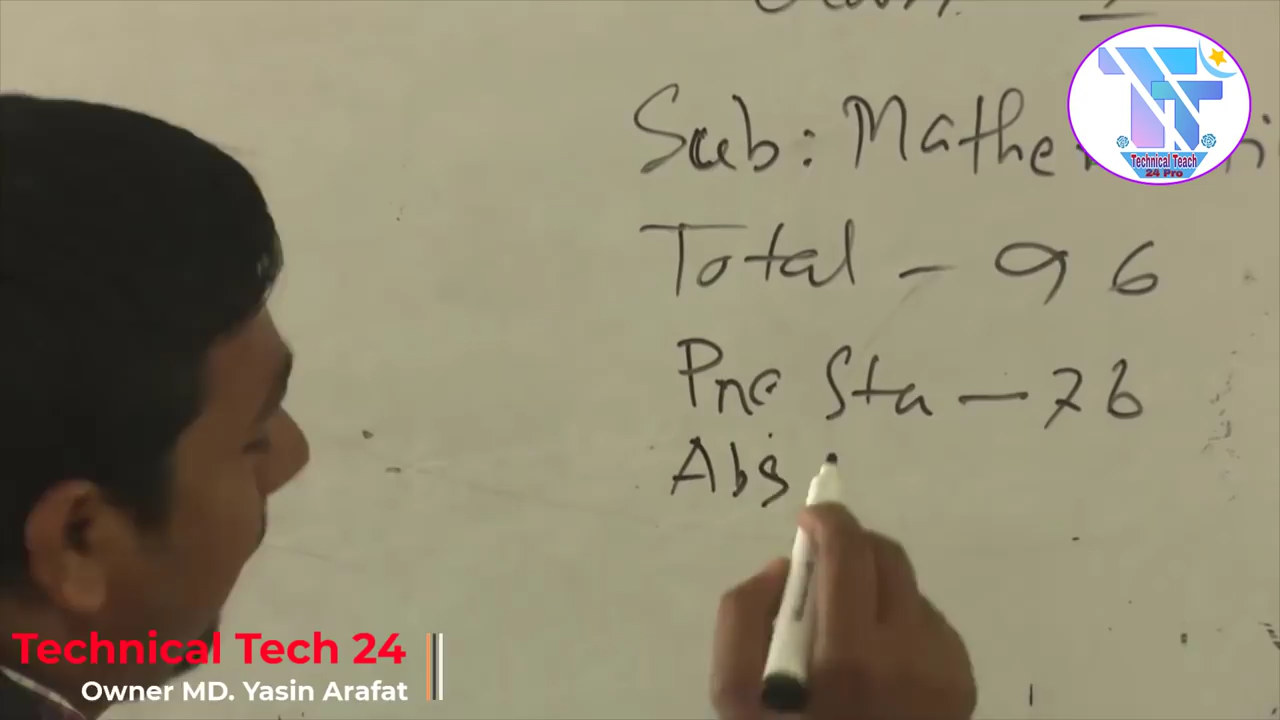 Sub: Mathe
Total - 96
Pre Sta - 76
Abs
Technical Teach
24 Pro
Technical Tech 24
Owner MD. Yasin Arafat